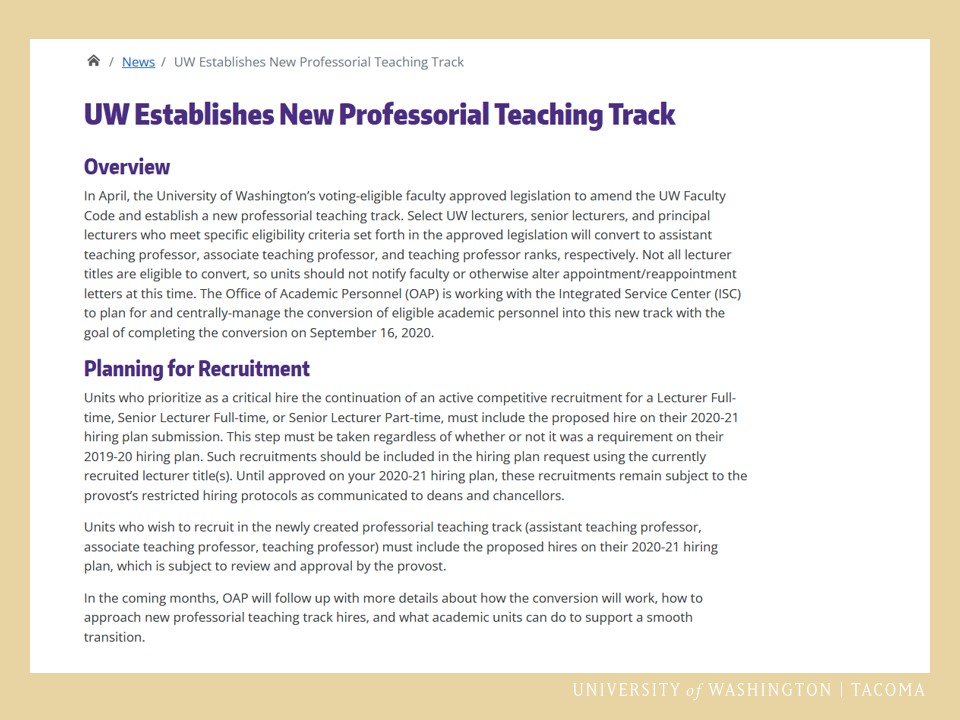 / News / UW Establishes New Professorial Teaching Track
UW Establishes New Professorial Teaching Track
Overview
In April, the University of Washington's voting-eligible faculty approved legislation to amend the UW Faculty
Code and establish a new professorial teaching track. Select UW lecturers, senior lecturers, and principal
lecturers who meet specific eligibility criteria set forth in the approved legislation will convert to assistant
teaching professor, associate teaching professor, and teaching professor ranks, respectively. Not all lecturer
titles are eligible to convert, so units should not notify faculty or otherwise alter appointment/reappointment
letters at this time. The Office of Academic Personnel (OAP) is working with the Integrated Service Center (ISC)
to plan for and centrally-manage the conversion of eligible academic personnel into this new track with the
goal of completing the conversion on September 16, 2020.
Planning for Recruitment
Units who prioritize as a critical hire the continuation of an active competitive recruitment for a Lecturer Full-
time, Senior Lecturer Full-time, or Senior Lecturer Part-time, must include the proposed hire on their 2020-21
hiring plan submission. This step must be taken regardless of whether or not it was a requirement on their
2019-20 hiring plan. Such recruitments should be included in the hiring plan request using the currently
recruited lecturer title(s). Until approved on your 2020-21 hiring plan, these recruitments remain subject to the
provost's restricted hiring protocols as communicated to deans and chancellors.
Units who wish to recruit in the newly created professorial teaching track (assistant teaching professor,
associate teaching professor, teaching professor) must include the proposed hires on their 2020-21 hiring
plan, which is subject to review and approval by the provost.
In the coming months, OAP will follow up with more details about how the conversion will work, how to
approach new professorial teaching track hires, and what academic units can do to support a smooth
transition.
UNIVERSITY of WASHINGTON | TACOMA